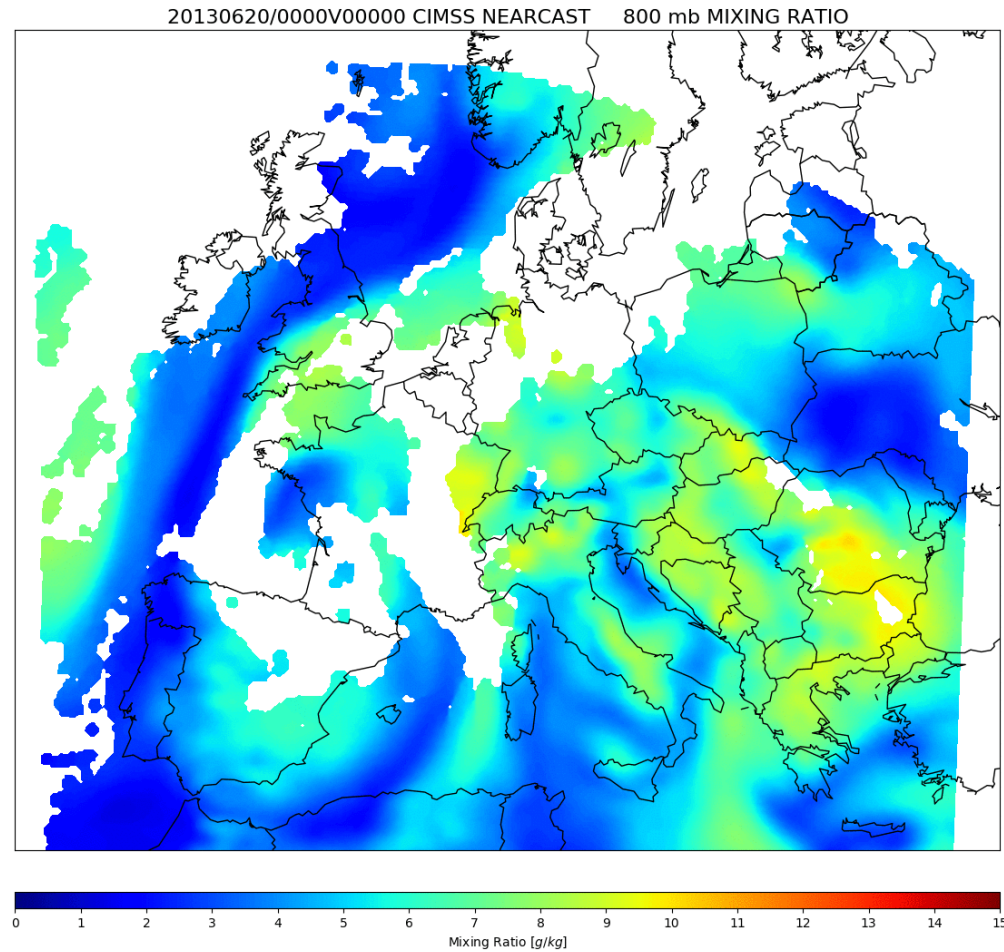 20130620/0000V00000 CIMSS NEARCAST 800 mb MIXING RATIO
0 1 2 3 4 5 6 7 8 9 10 11 12 13 14 15
Mixing Ratio [g/kg]